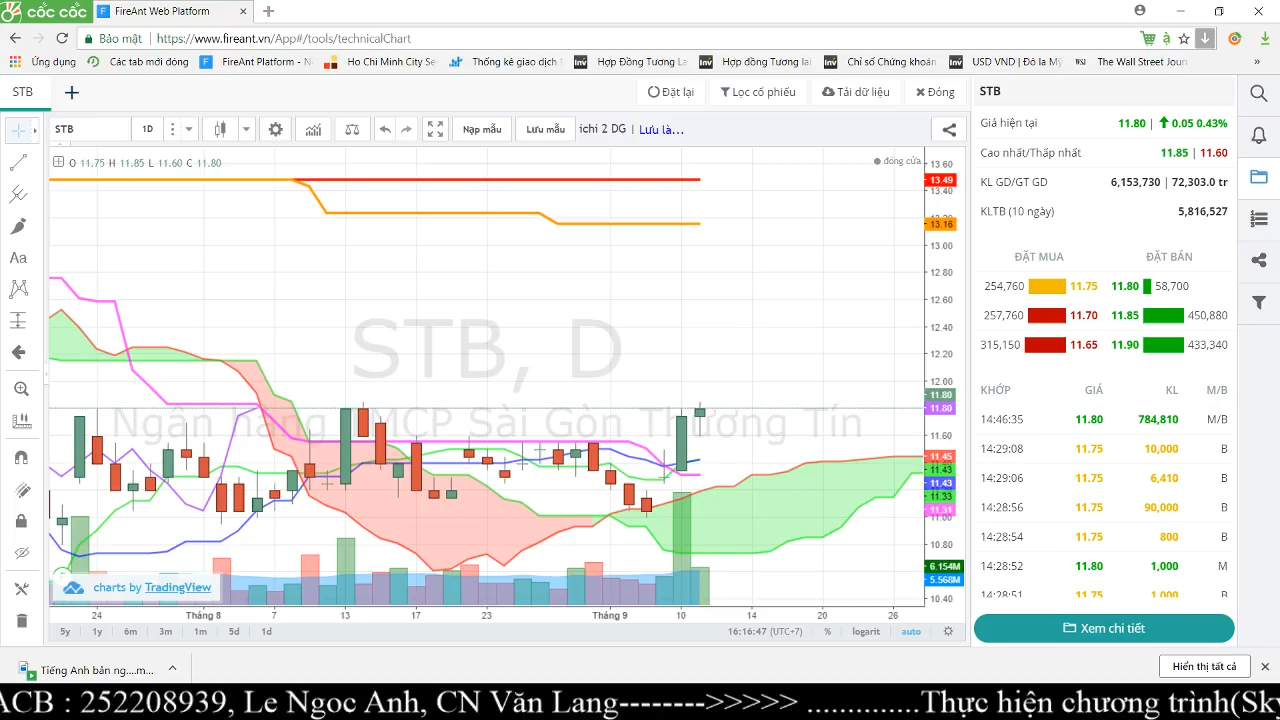 cốc cốc
FireAnt Web Platform
Bảo mật
https://www.fireant.vn/App#/tools/technicalChart
Ứng dụng
Các tab mới đóng
FireAnt Platform - N
Ho Chi Minh City Se
Thống kê giao dịch
Hợp Đồng Tương La
Hợp đồng Tương lai
Chỉ số Chứng khoán
USD VND | Đô la Mỹ
The Wall Street Jour
STB
Đặt lại
Lọc cổ phiếu
Tải dữ liệu
Đóng
STB
1D
Nạp mẫu
Lưu mẫu
ichi 2 DG | Lưu là...
O 11.75 H 11.85 L 11.60 C 11.80
đóng cửa
STB, D
Ngân hàng TMCP Sài Gòn Thương Tín
13.60
13.49
13.40
13.16
13.00
12.80
12.60
12.40
12.20
12.00
11.80
11.80
11.60
11.45
11.43
11.43
11.33
11.31
11.00
10.80
6.154M
5.568M
10.40
charts by TradingView
24 Tháng 8 7 13 17 23 Tháng 9 10 14 20 26
5y 1y 6m 3m 1m 5d 1d
16:16:47 (UTC+7) % logarit auto
STB
Giá hiện tại 11.80 | 0.05 0.43%
Cao nhất/Thấp nhất 11.85 | 11.60
KL GD/GT GD 6,153,730 | 72,303.0 tr
KLTB (10 ngày) 5,816,527
ĐẶT MUA ĐẶT BÁN
254,760 11.75 11.80 58,700
257,760 11.70 11.85 450,880
315,150 11.65 11.90 433,340
KHỚP GIÁ KL M/B
14:46:35 11.80 784,810 M/B
14:29:08 11.75 10,000 B
14:29:06 11.75 6,410 B
14:28:56 11.75 90,000 B
14:28:54 11.75 800 B
14:28:52 11.80 1,000 M
14:28:51 11.75 1,000 B
Xem chi tiết
Tiếng Anh bản ng....m...
Hiển thị tất cả
ACB : 252208939, Le Ngoc Anh, CN Văn Lang-------->>>>> ..............Thực hiện chương trình(Sky